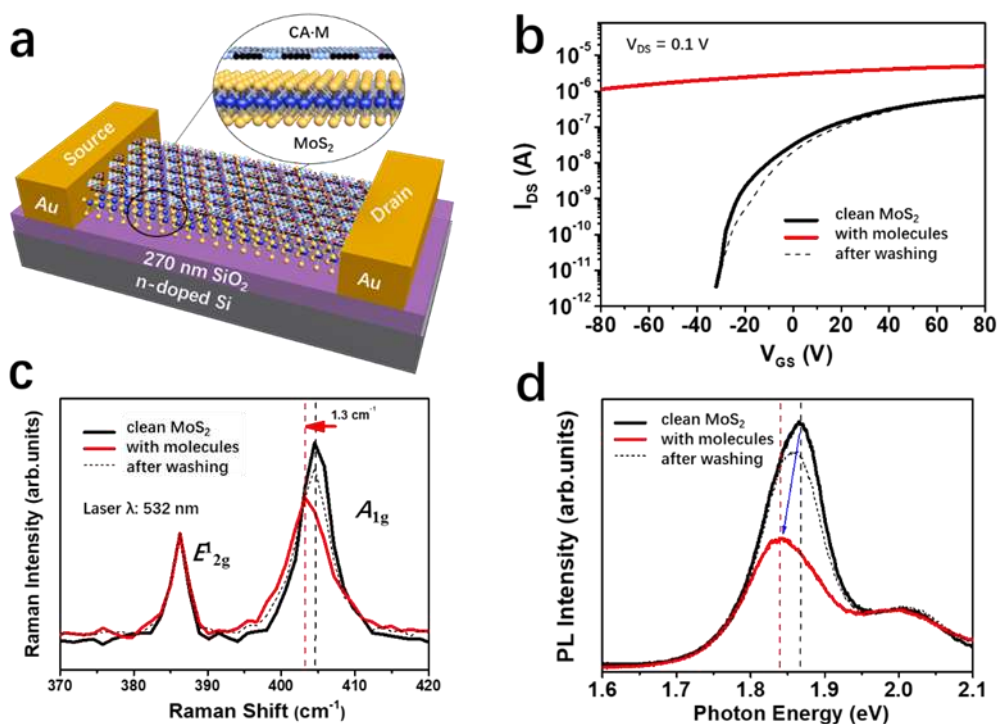 a
CA·M
MoS₂
Source
Drain
Au
Au
270 nm SiO₂
n-doped Si
b
V_DS = 0.1 V
I_DS (A)
10⁻⁵
10⁻⁶
10⁻⁷
10⁻⁸
10⁻⁹
10⁻¹⁰
10⁻¹¹
10⁻¹²
clean MoS₂
with molecules
after washing
-80 -60 -40 -20 0 20 40 60 80
V_GS (V)
c
Raman Intensity (arb.units)
clean MoS₂
with molecules
after washing
1.3 cm⁻¹
Laser λ: 532 nm
E¹₂g
A₁g
370 380 390 400 410 420
Raman Shift (cm⁻¹)
d
PL Intensity (arb.units)
clean MoS₂
with molecules
after washing
1.6 1.7 1.8 1.9 2.0 2.1
Photon Energy (eV)